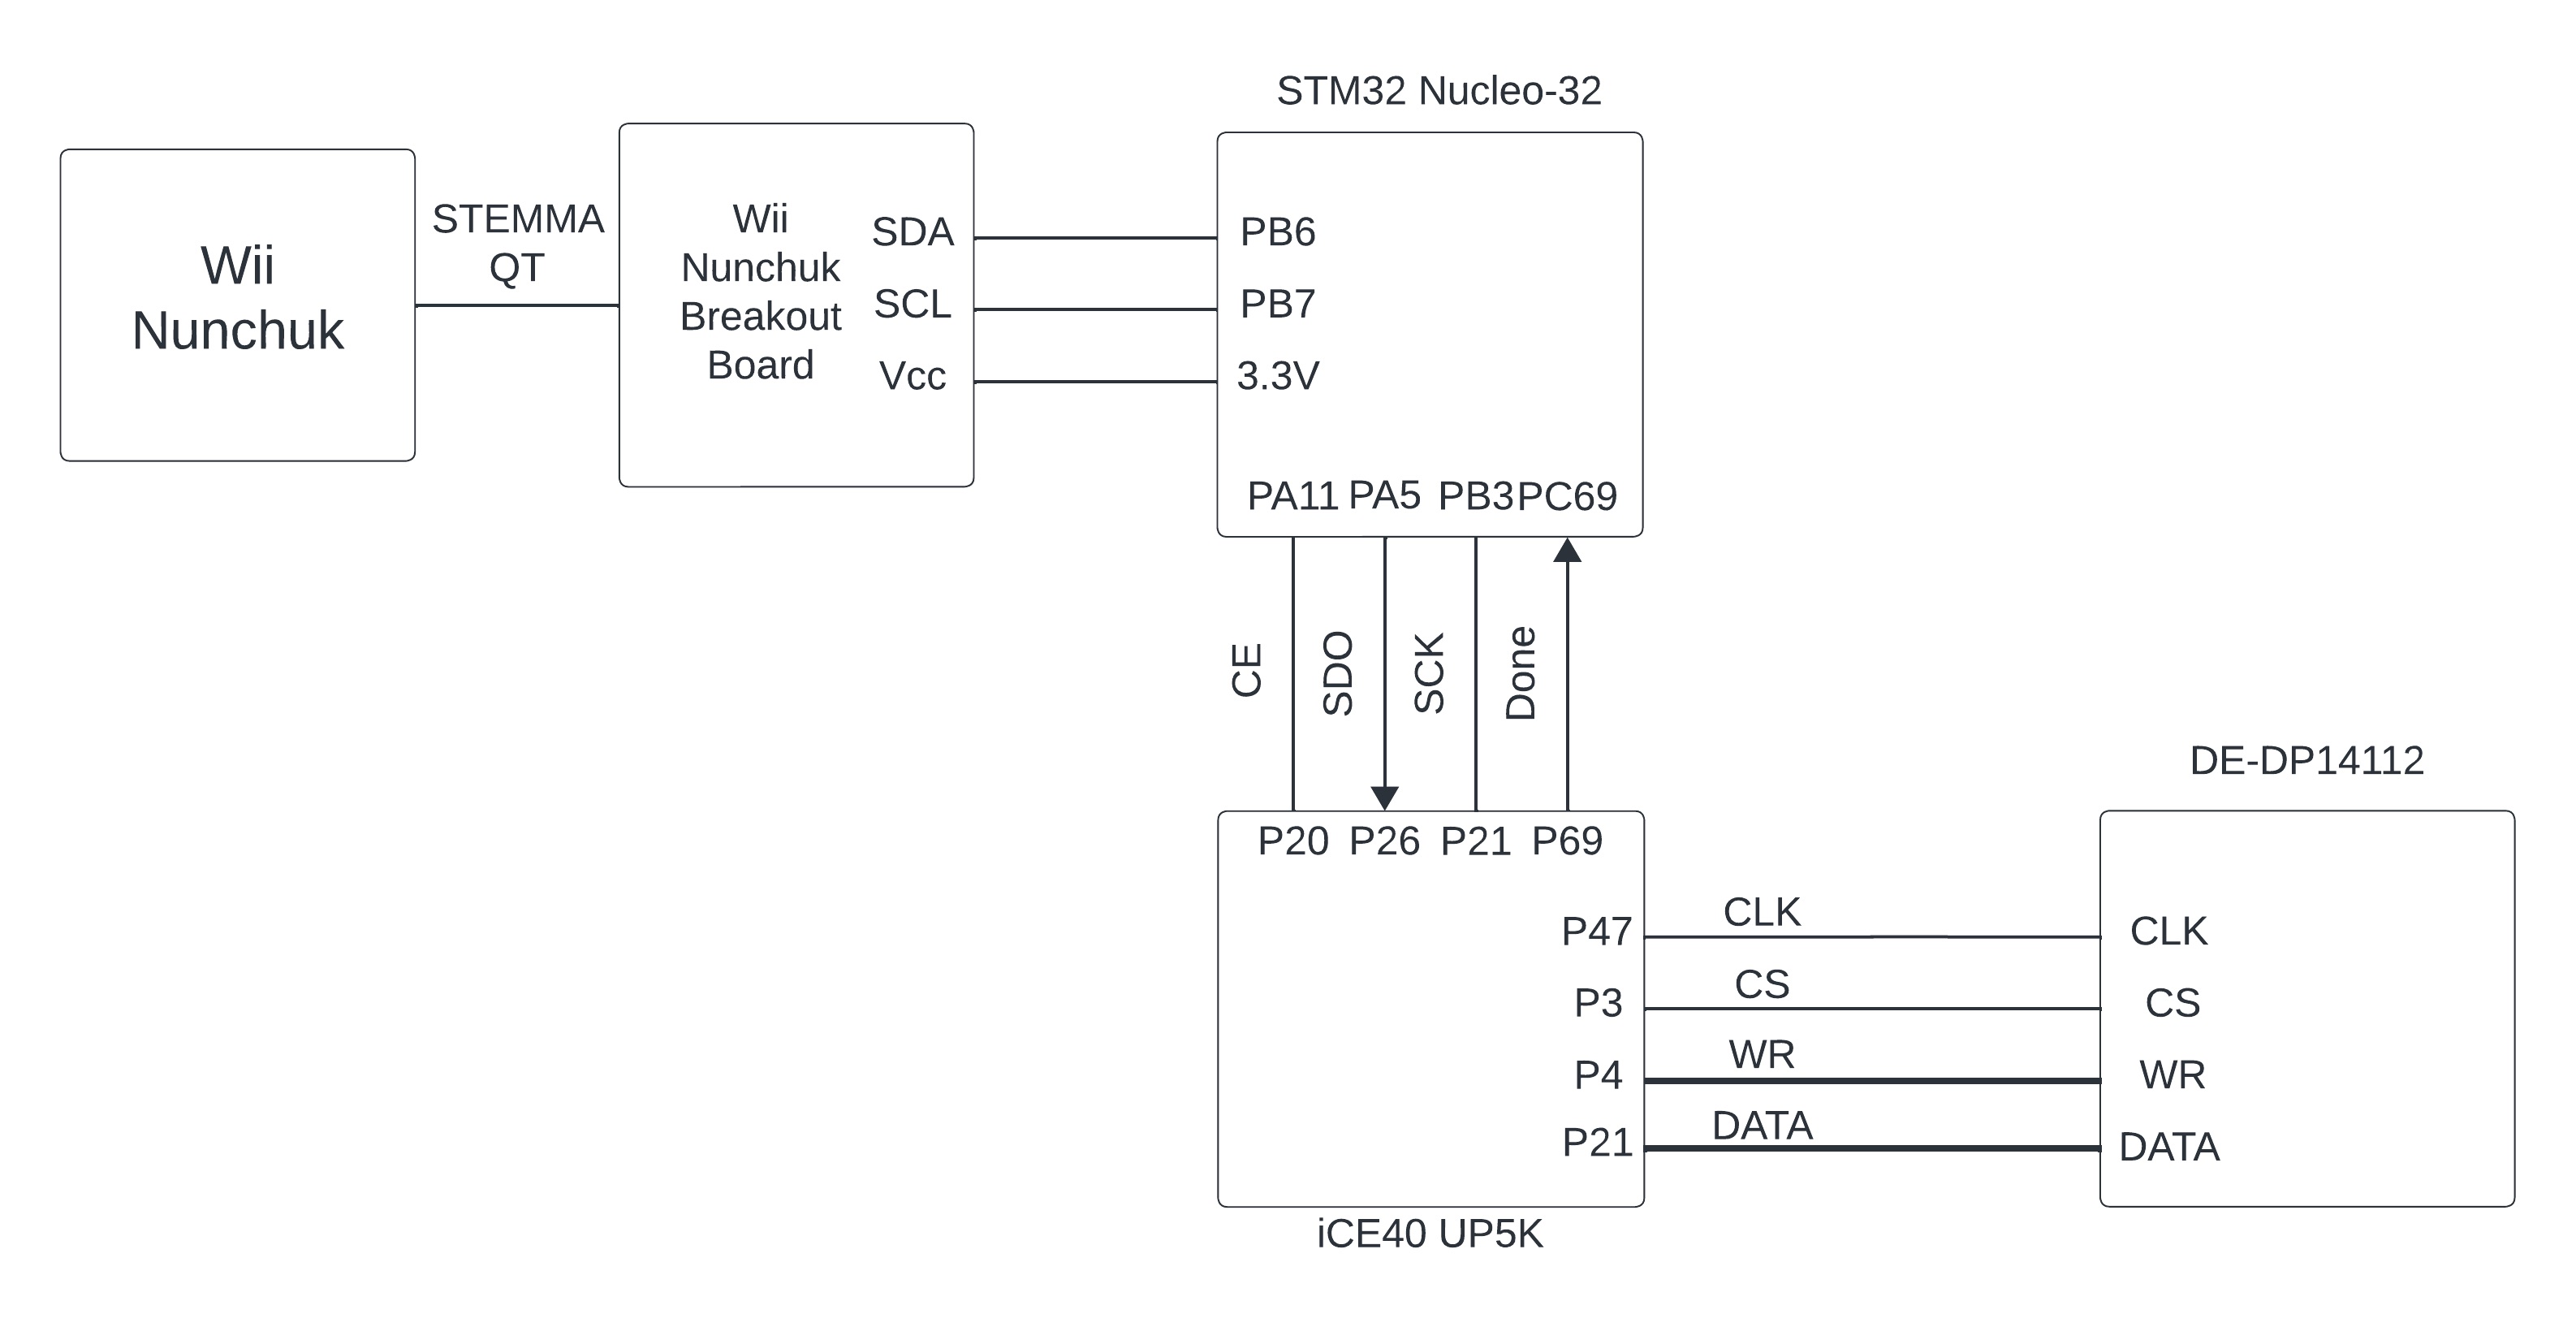 STM32 Nucleo-32
Wii
Nunchuk
STEMMA
QT
Wii
Nunchuk
Breakout
Board
SDA
SCL
Vcc
PB6
PB7
3.3V
PA11 PA5 PB3 PC69
CE
SDO
SCK
Done
P20 P26 P21 P69
P47
P3
P4
P21
iCE40 UP5K
CLK
CS
WR
DATA
DE-DP14112
CLK
CS
WR
DATA